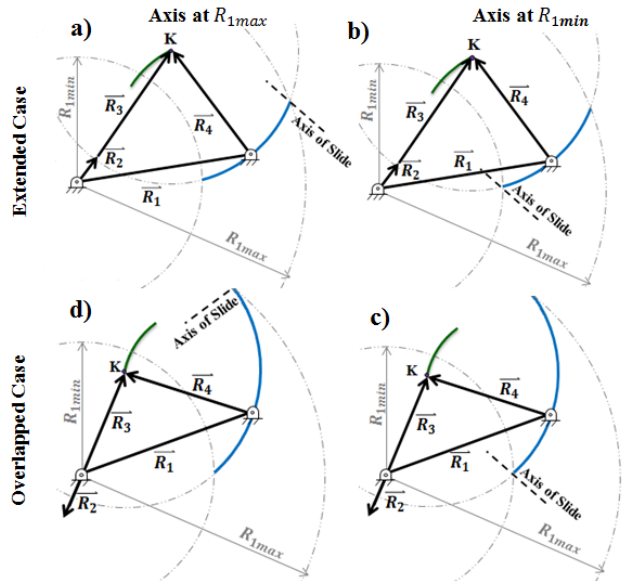 Axis at R1max
Axis at R1min
Extended Case
Overlapped Case
a)
K
R1min
R3
R4
R2
R1
Axis of Slide
R1max
b)
K
R1min
R3
R4
R2
R1
Axis of Slide
R1max
d)
K
R1min
R3
R4
R1
R2
Axis of Slide
R1max
c)
K
R1min
R3
R4
R1
R2
Axis of Slide
R1max